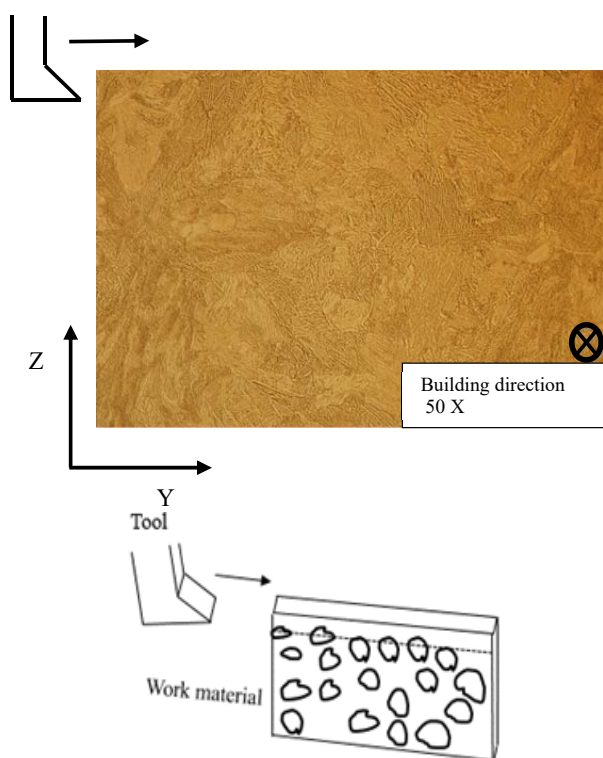 Z
Building direction
50 X
Y
Tool
Work material